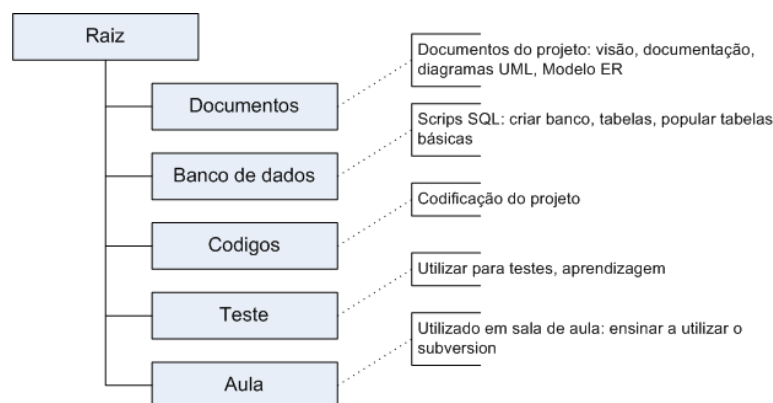 Raiz
Documentos do projeto: visão, documentação,
diagramas UML, Modelo ER
Documentos
Scrips SQL: criar banco, tabelas, popular tabelas
básicas
Banco de dados
Codificação do projeto
Codigos
Utilizar para testes, aprendizagem
Teste
Utilizado em sala de aula: ensinar a utilizar o
subversion
Aula